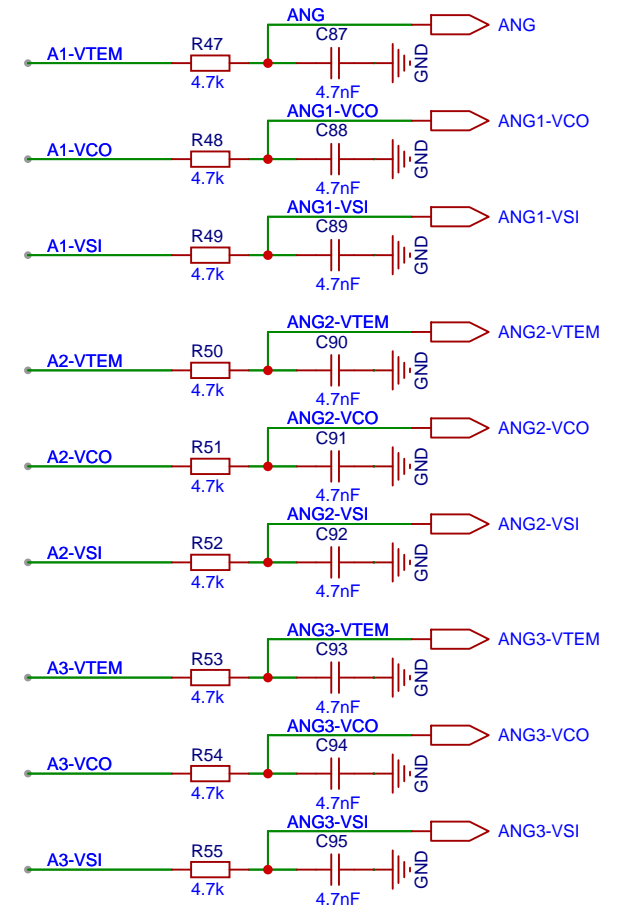 ANG
ANG
C87
A1-VTEM
R47
4.7k
4.7nF
GND
ANG1-VCO
ANG1-VCO
C88
A1-VCO
R48
4.7k
4.7nF
GND
ANG1-VSI
ANG1-VSI
C89
A1-VSI
R49
4.7k
4.7nF
GND
ANG2-VTEM
ANG2-VTEM
C90
A2-VTEM
R50
4.7k
4.7nF
GND
ANG2-VCO
ANG2-VCO
C91
A2-VCO
R51
4.7k
4.7nF
GND
ANG2-VSI
ANG2-VSI
C92
A2-VSI
R52
4.7k
4.7nF
GND
ANG3-VTEM
ANG3-VTEM
C93
A3-VTEM
R53
4.7k
4.7nF
GND
ANG3-VCO
ANG3-VCO
C94
A3-VCO
R54
4.7k
4.7nF
GND
ANG3-VSI
ANG3-VSI
C95
A3-VSI
R55
4.7k
4.7nF
GND